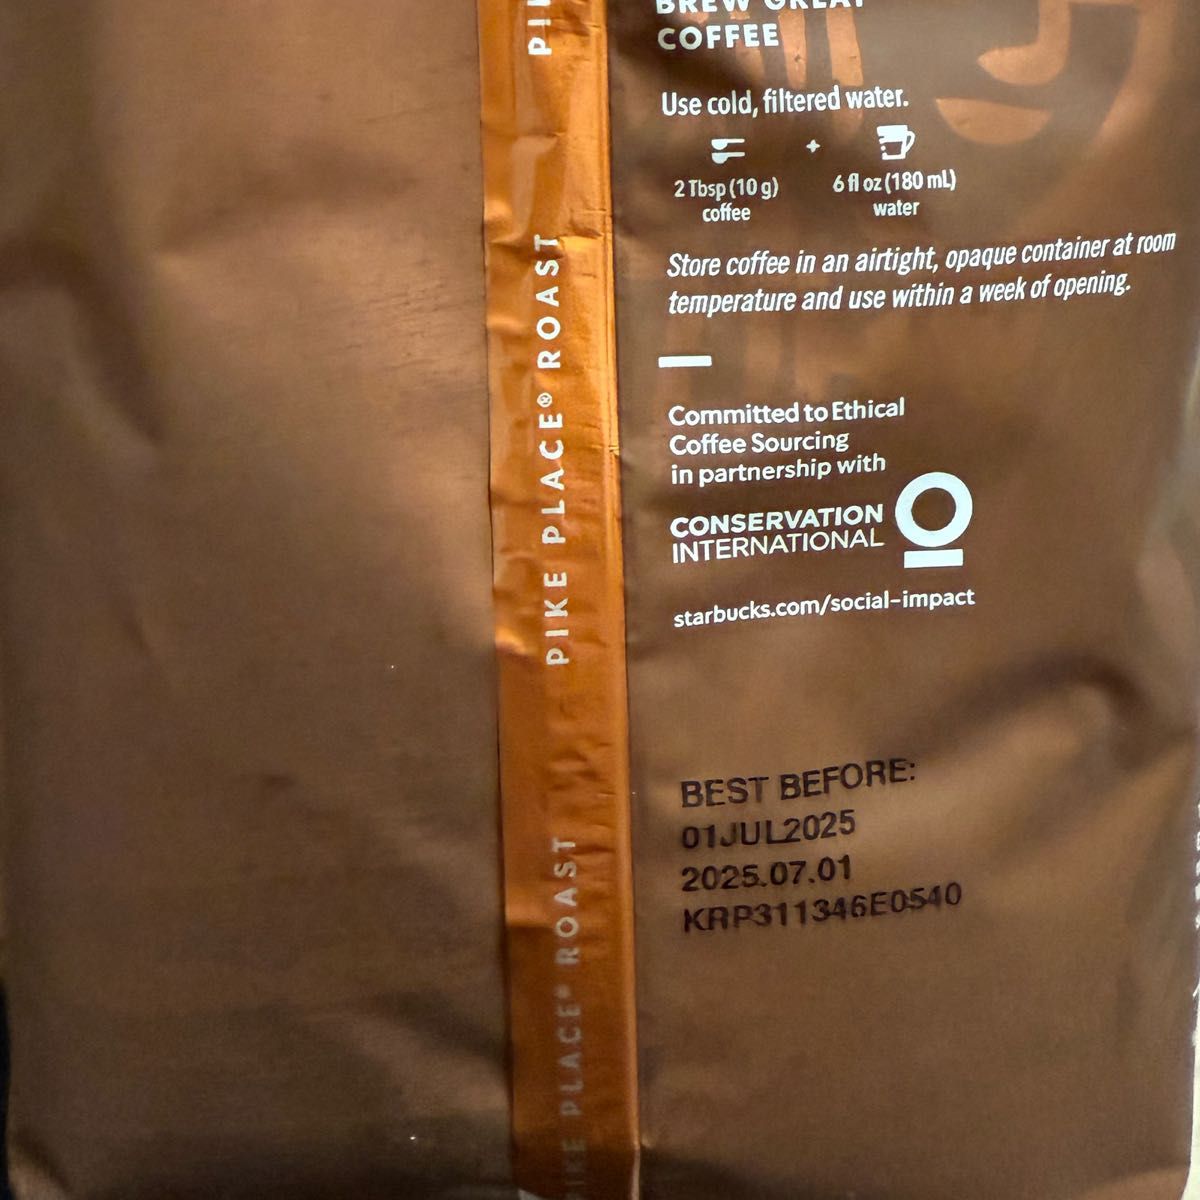 BREW GREAT
COFFEE
Use cold, filtered water.
+
2 Tbsp (10 g)
coffee
6 fl oz (180 mL)
water
Store coffee in an airtight, opaque container at room
temperature and use within a week of opening.
Committed to Ethical
Coffee Sourcing
in partnership with
CONSERVATION
INTERNATIONAL
starbucks.com/social-impact
BEST BEFORE:
01JUL2025
2025.07.01
KRP311346E0540
PI
PIKE PLACE® ROAST
PIKE PLACE® ROAST